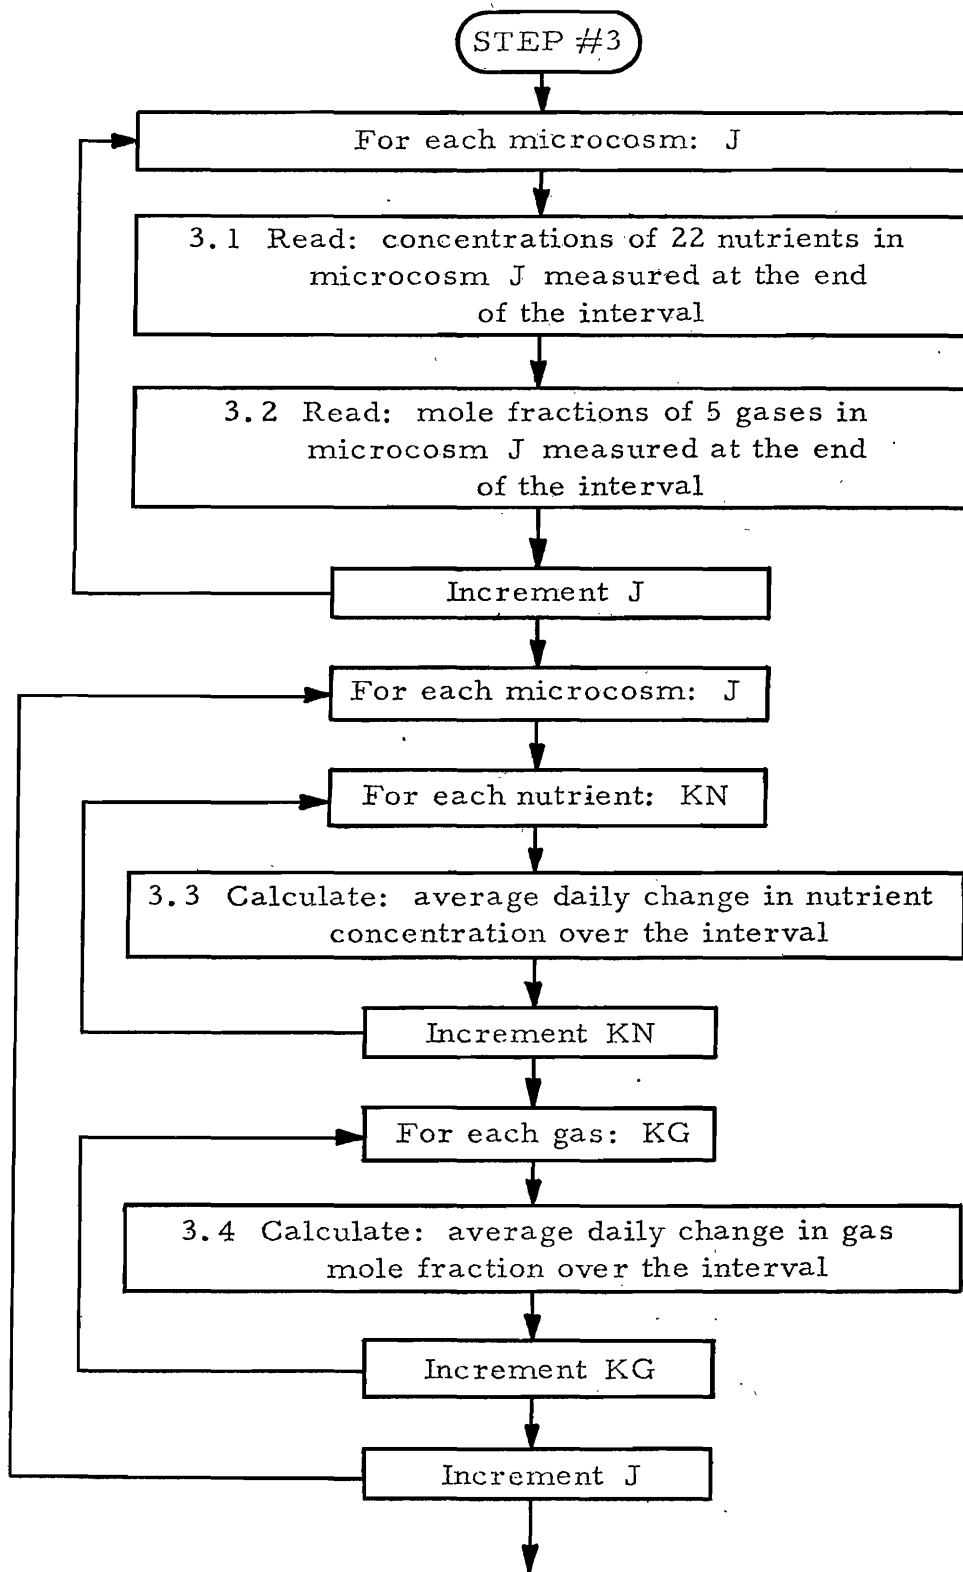 STEP #3
For each microcosm: J
3.1 Read: concentrations of 22 nutrients in
microcosm J measured at the end
of the interval
3.2 Read: mole fractions of 5 gases in
microcosm J measured at the end
of the interval
Increment J
For each microcosm: J
For each nutrient: KN
3.3 Calculate: average daily change in nutrient
concentration over the interval
Increment KN
For each gas: KG
3.4 Calculate: average daily change in gas
mole fraction over the interval
Increment KG
Increment J